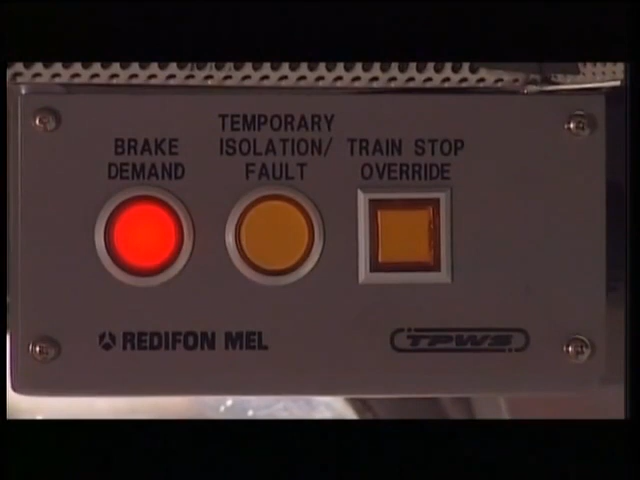 BRAKE
DEMAND
TEMPORARY
ISOLATION/
FAULT
TRAIN STOP
OVERRIDE
REDIFON MEL
TPWS